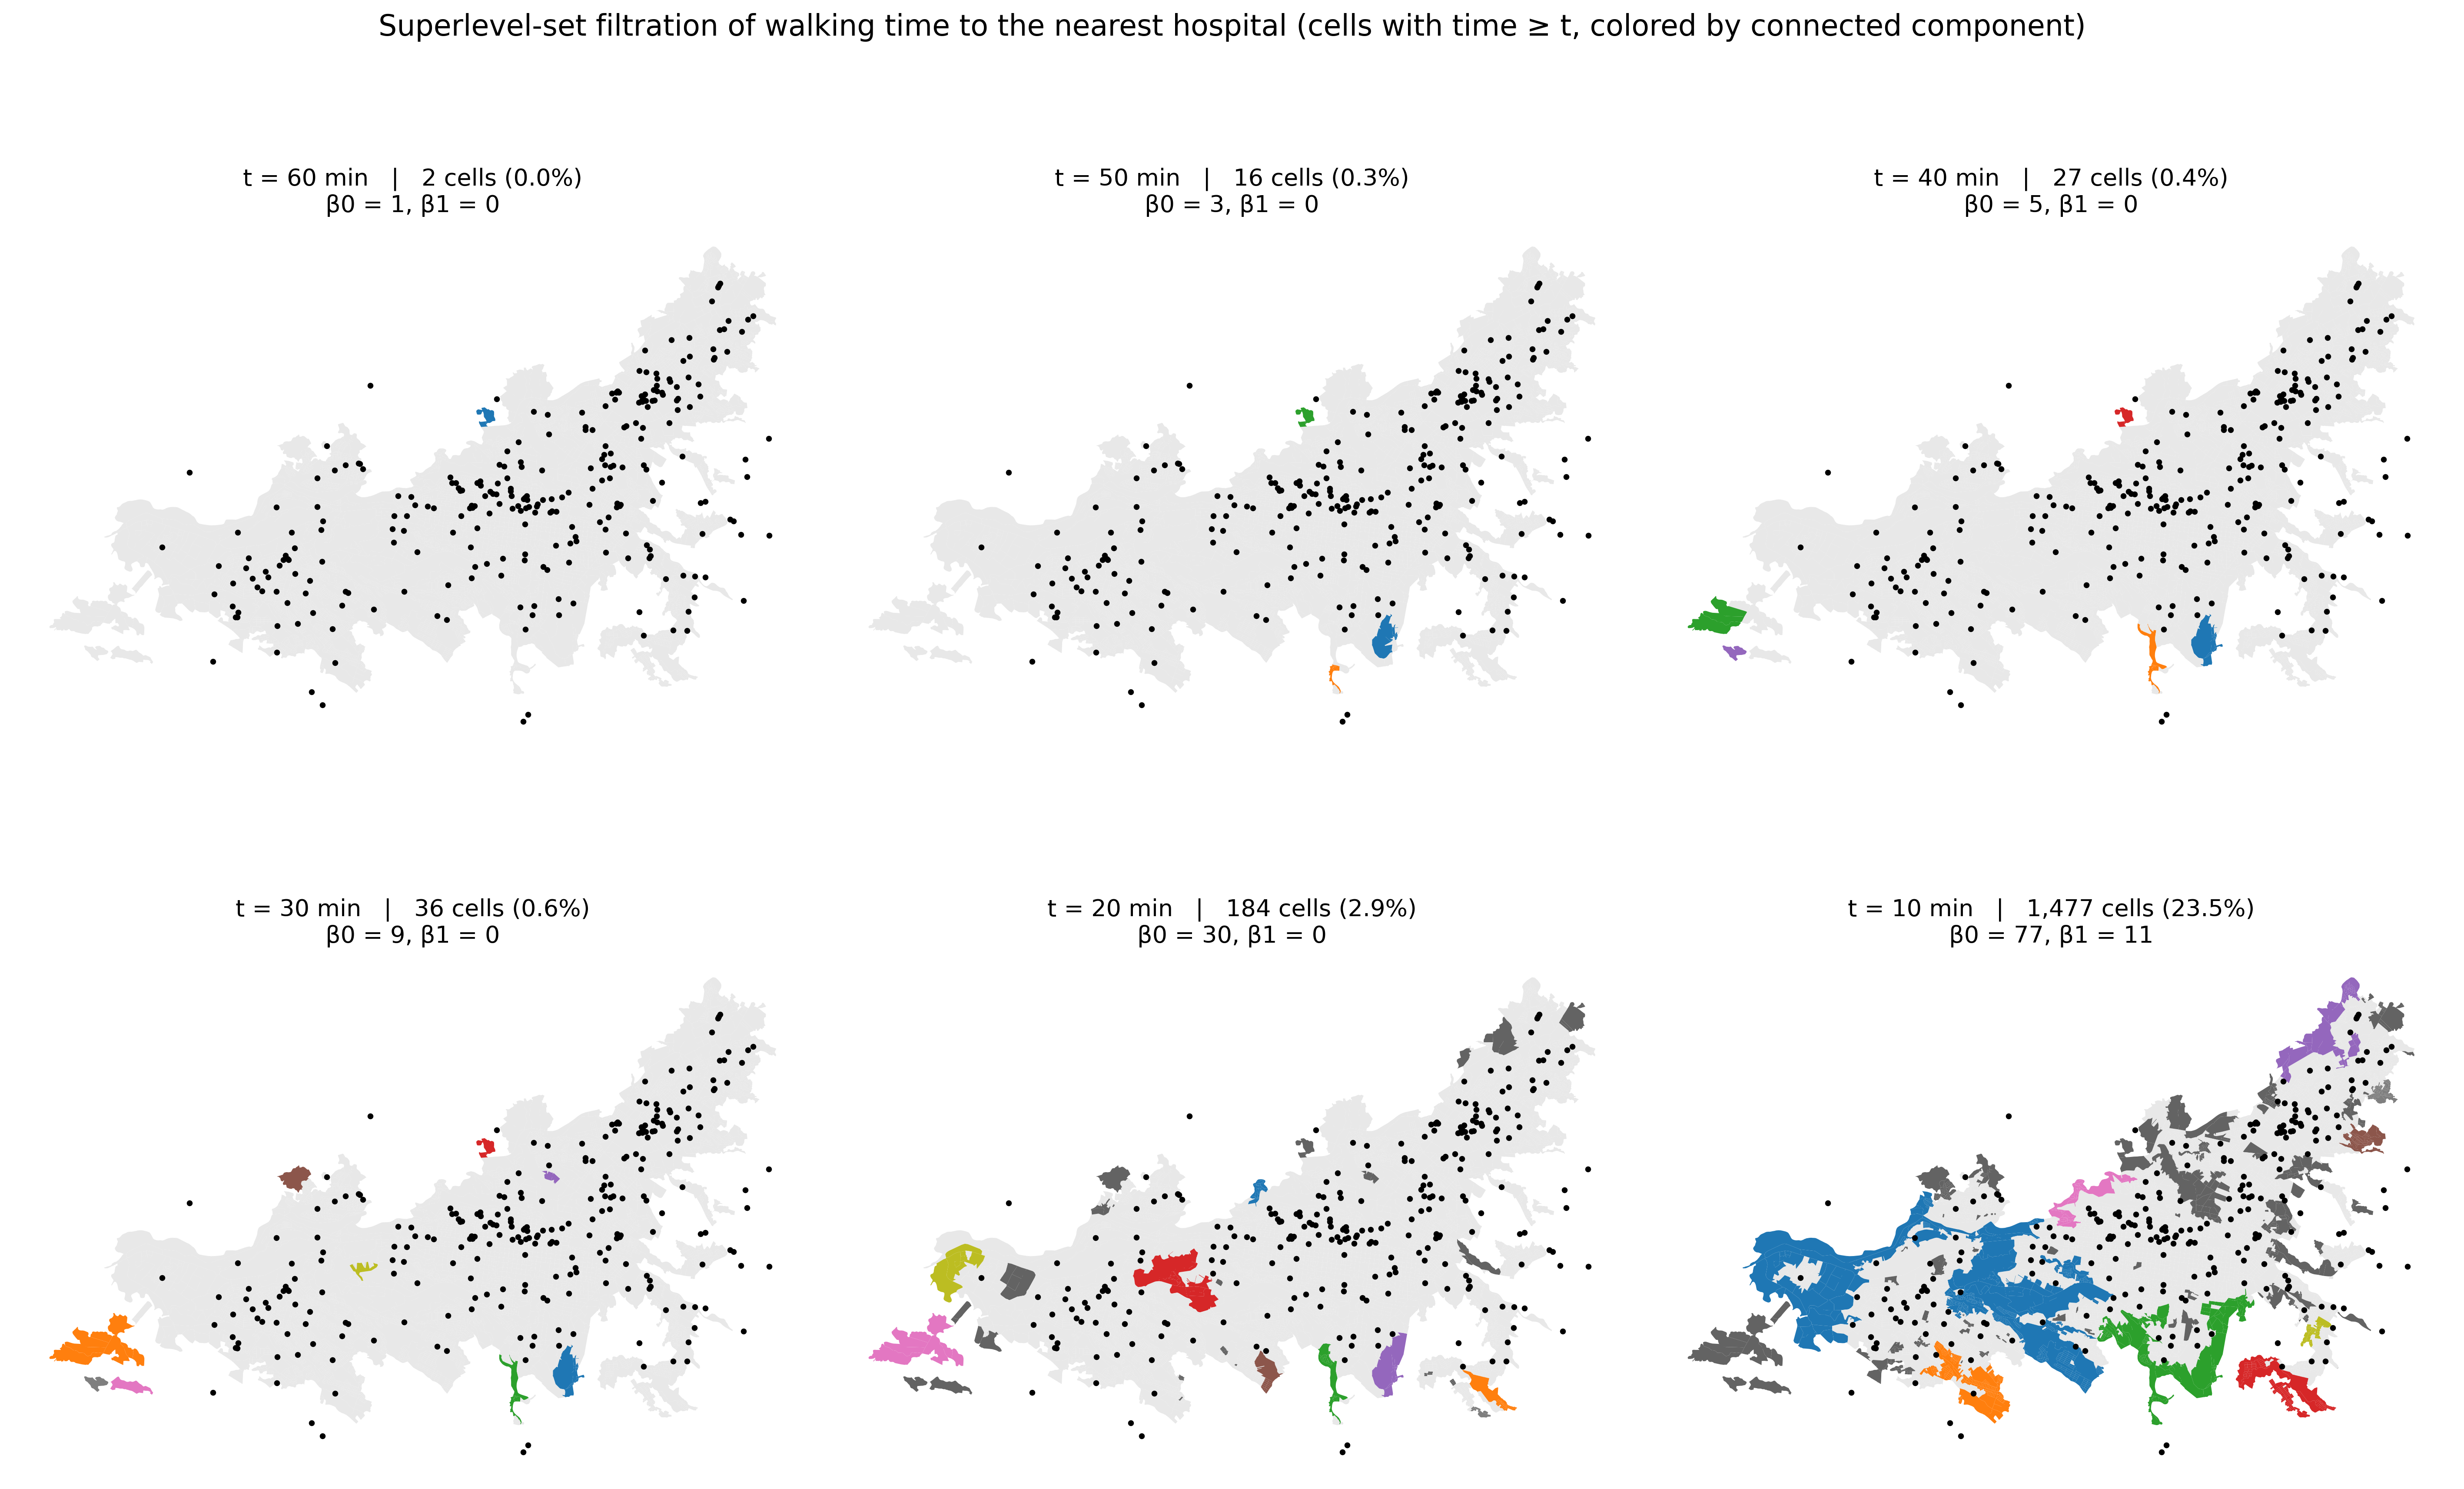 Superlevel-set filtration of walking time to the nearest hospital (cells with time ≥ t, colored by connected component)
t = 60 min | 2 cells (0.0%)
β0 = 1, β1 = 0
t = 50 min | 16 cells (0.3%)
β0 = 3, β1 = 0
t = 40 min | 27 cells (0.4%)
β0 = 5, β1 = 0
t = 30 min | 36 cells (0.6%)
β0 = 9, β1 = 0
t = 20 min | 184 cells (2.9%)
β0 = 30, β1 = 0
t = 10 min | 1,477 cells (23.5%)
β0 = 77, β1 = 11